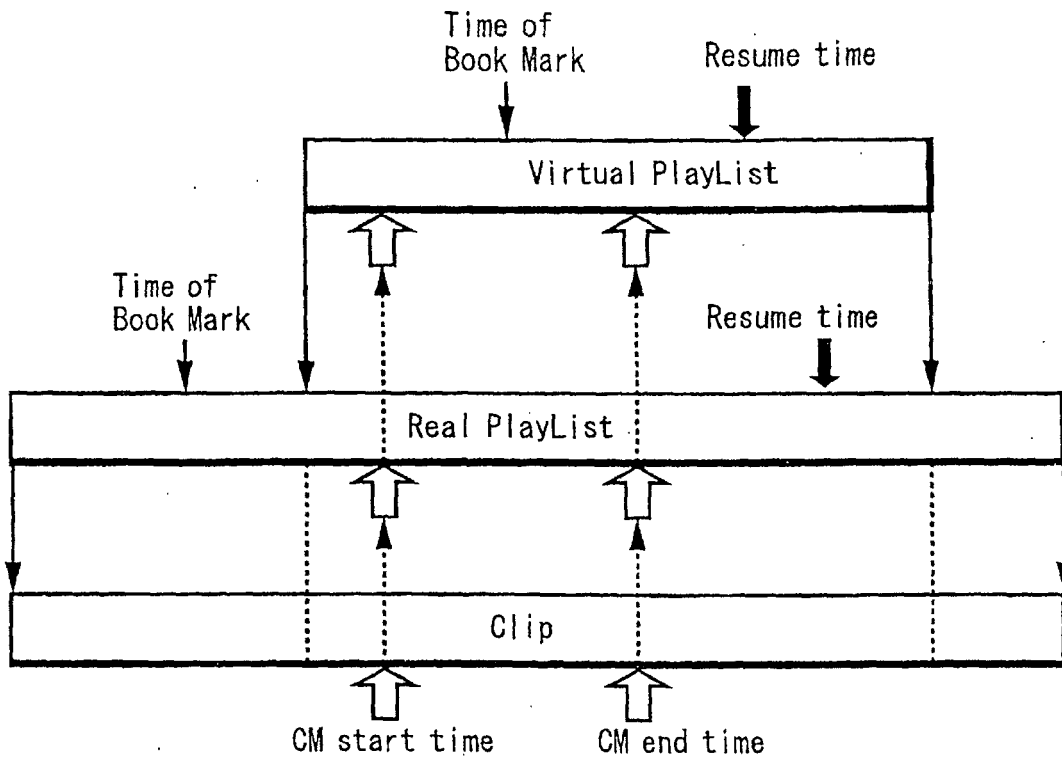 Time of
Book Mark
Resume time
Virtual PlayList
Time of
Book Mark
Resume time
Real PlayList
Clip
CM start time
CM end time